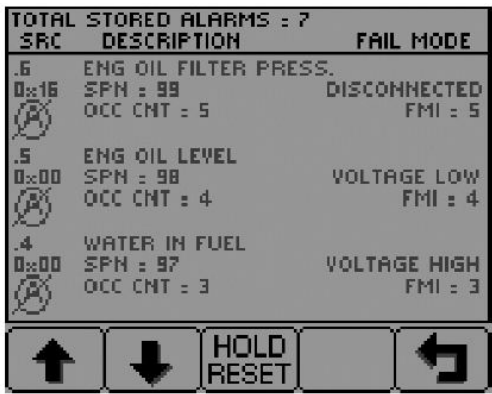 TOTAL STORED ALARMS : 7
SRC DESCRIPTION FAIL MODE
.6 ENG OIL FILTER PRESS.
0x16 SPN : 99 DISCONNECTED
OCC CNT : 5 FMI : 5
.5 ENG OIL LEVEL
0x00 SPN : 98 VOLTAGE LOW
OCC CNT : 4 FMI : 4
.4 WATER IN FUEL
0x00 SPN : 97 VOLTAGE HIGH
OCC CNT : 3 FMI : 3
HOLD
RESET